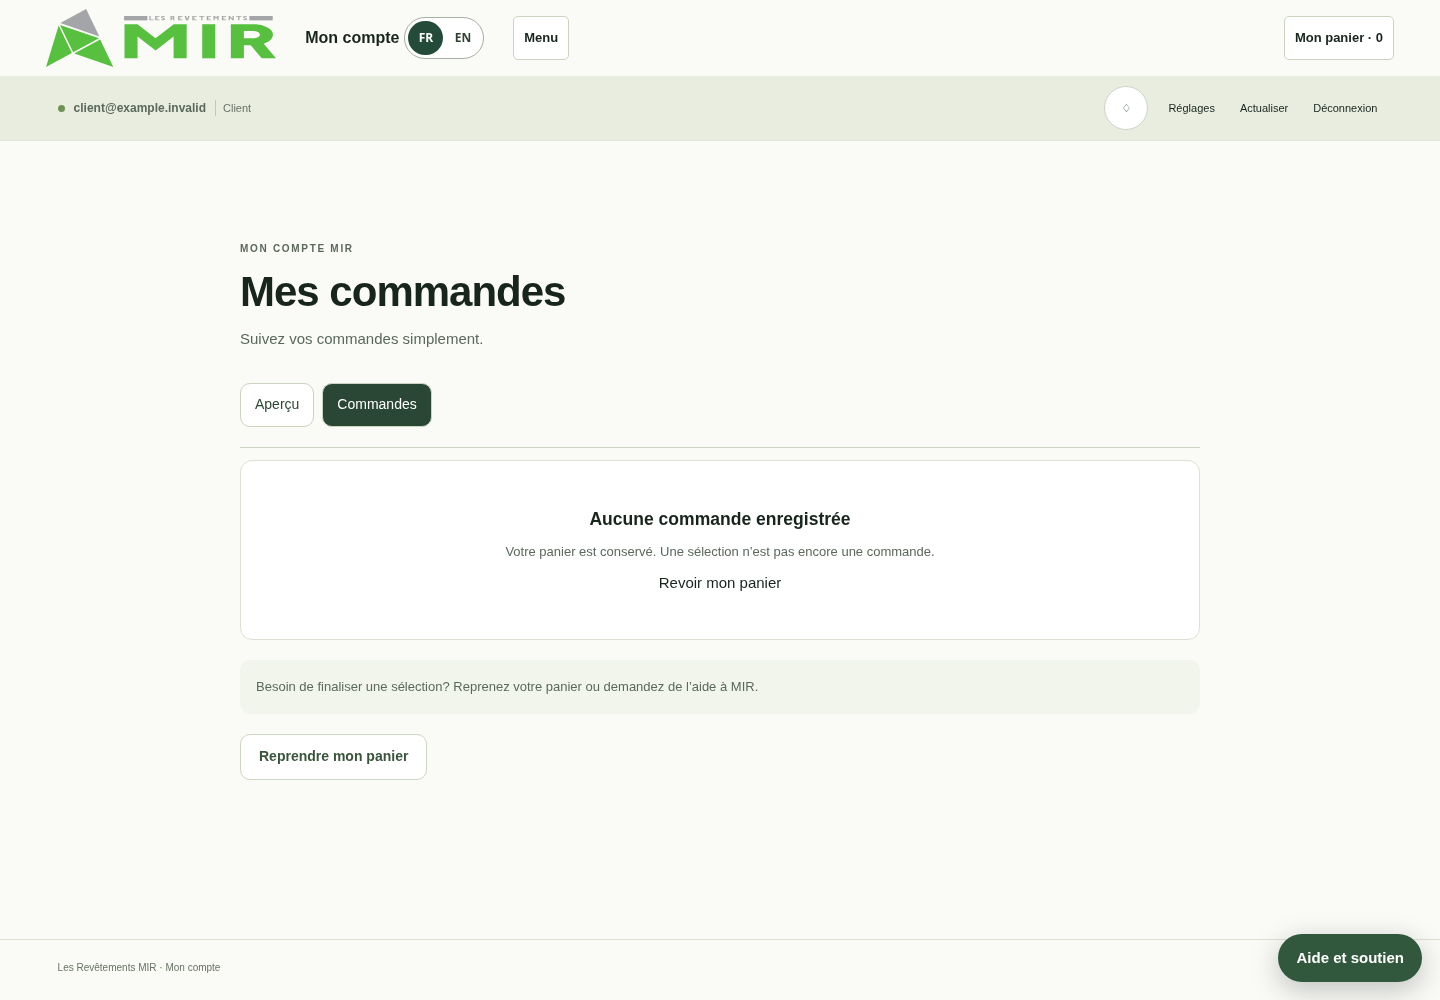 LES REVÊTEMENTS
MIR
Mon compte
FR EN
Menu
Mon panier · 0
client@example.invalid
Client
Réglages
Actualiser
Déconnexion
MON COMPTE MIR
Mes commandes
Suivez vos commandes simplement.
Aperçu
Commandes
Aucune commande enregistrée
Votre panier est conservé. Une sélection n’est pas encore une commande.
Revoir mon panier
Besoin de finaliser une sélection? Reprenez votre panier ou demandez de l’aide à MIR.
Reprendre mon panier
Les Revêtements MIR · Mon compte
Aide et soutien